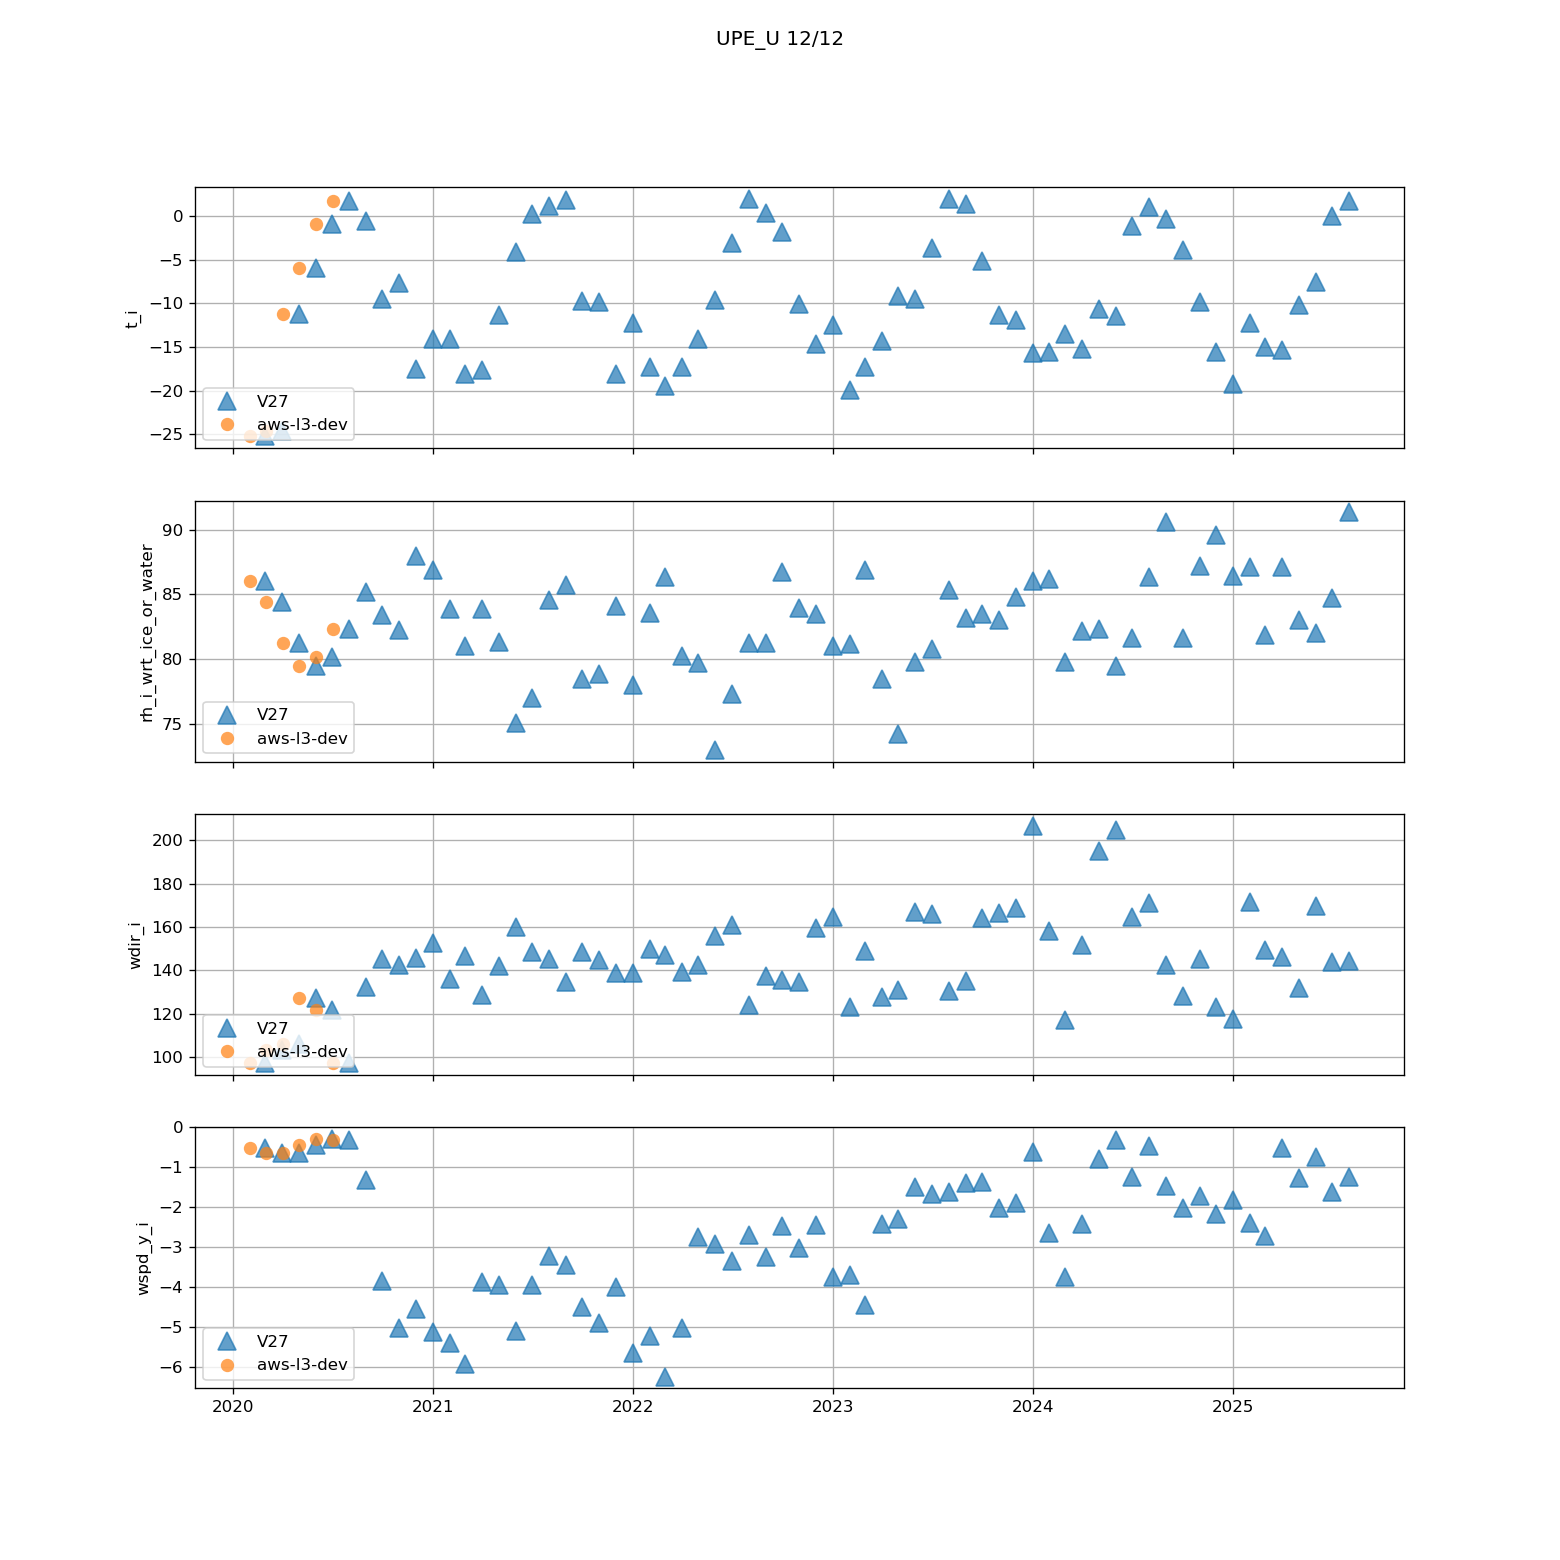 UPE_U 12/12
0
−5
−10
−15
−20
−25
t_i
V27
aws-l3-dev
90
85
80
75
rh_i_wrt_ice_or_water
V27
aws-l3-dev
200
180
160
140
120
100
wdir_i
V27
aws-l3-dev
0
−1
−2
−3
−4
−5
−6
wspd_y_i
V27
aws-l3-dev
2020 2021 2022 2023 2024 2025